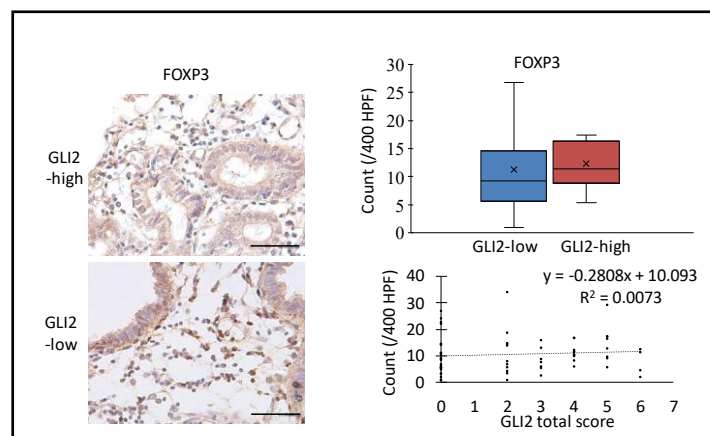 FOXP3
GLI2
-high
GLI2
-low
FOXP3
Count (/400 HPF)
30
25
20
15
10
5
0
GLI2-low GLI2-high
y = -0.2808x + 10.093
R² = 0.0073
Count (/400 HPF)
40
30
20
10
0
0 1 2 3 4 5 6 7
GLI2 total score